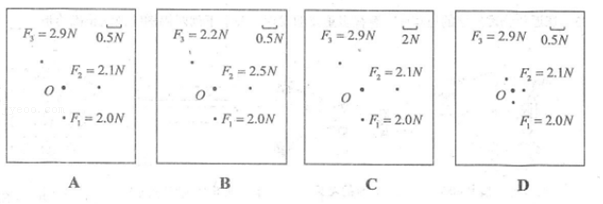 F₃ = 2.9N
0.5N
F₂ = 2.1N
O
F₁ = 2.0N
A
F₃ = 2.2N
0.5N
F₂ = 2.5N
O
F₁ = 2.0N
B
F₃ = 2.9N
2N
F₂ = 2.1N
O
F₁ = 2.0N
C
F₃ = 2.9N
0.5N
F₂ = 2.1N
O
F₁ = 2.0N
D